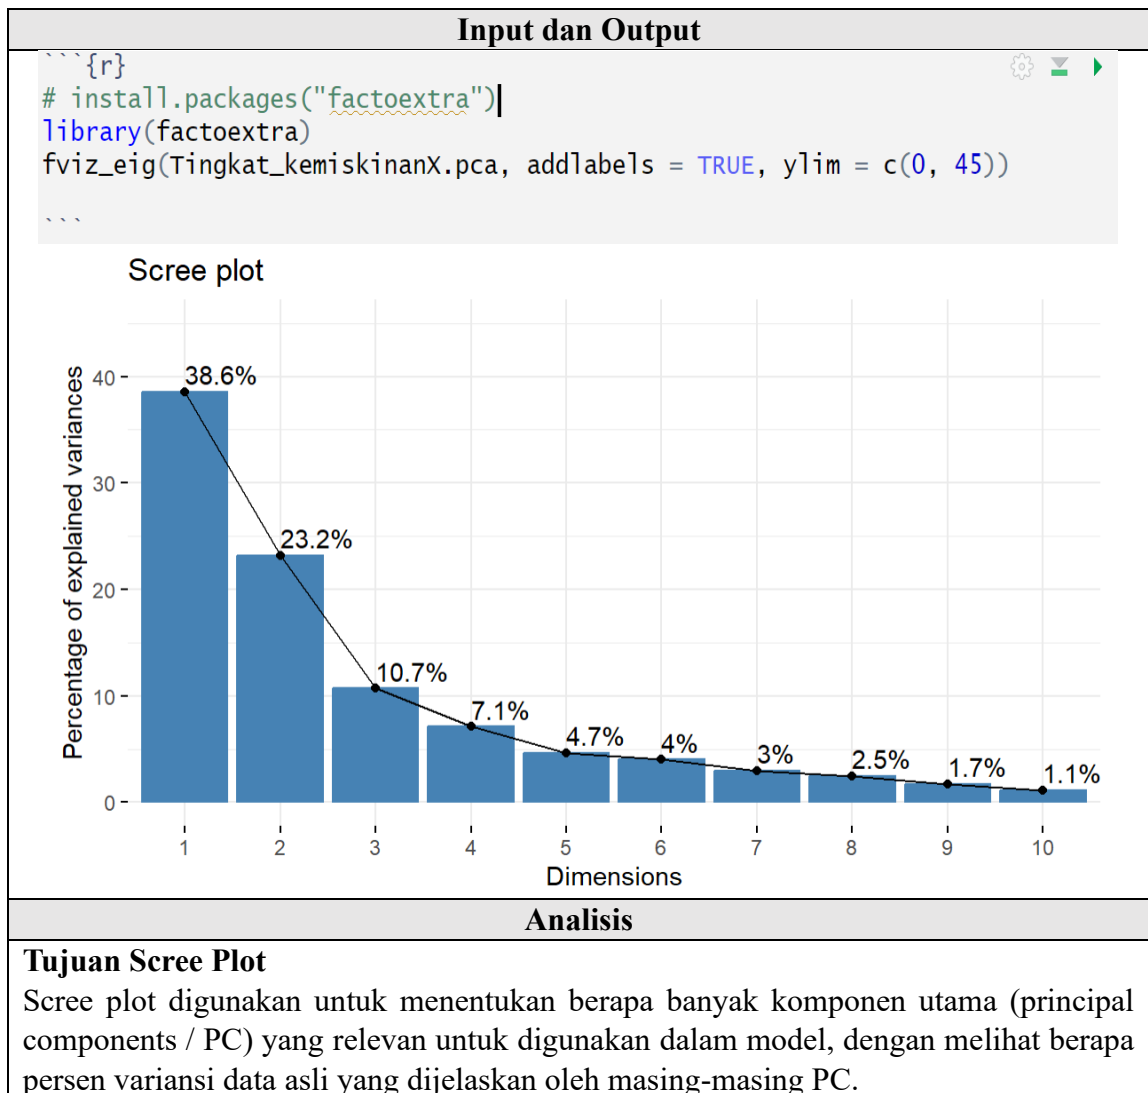 Input dan Output
```{r}
# install.packages("factoextra")
library(factoextra)
fviz_eig(Tingkat_kemiskinanX.pca, addlabels = TRUE, ylim = c(0, 45))
```
Scree plot
Percentage of explained variances
40
30
20
10
0
38.6%
23.2%
10.7%
7.1%
4.7%
4%
3%
2.5%
1.7%
1.1%
1 2 3 4 5 6 7 8 9 10
Dimensions
Analisis
Tujuan Scree Plot
Scree plot digunakan untuk menentukan berapa banyak komponen utama (principal
components / PC) yang relevan untuk digunakan dalam model, dengan melihat berapa
persen variansi data asli yang dijelaskan oleh masing-masing PC.